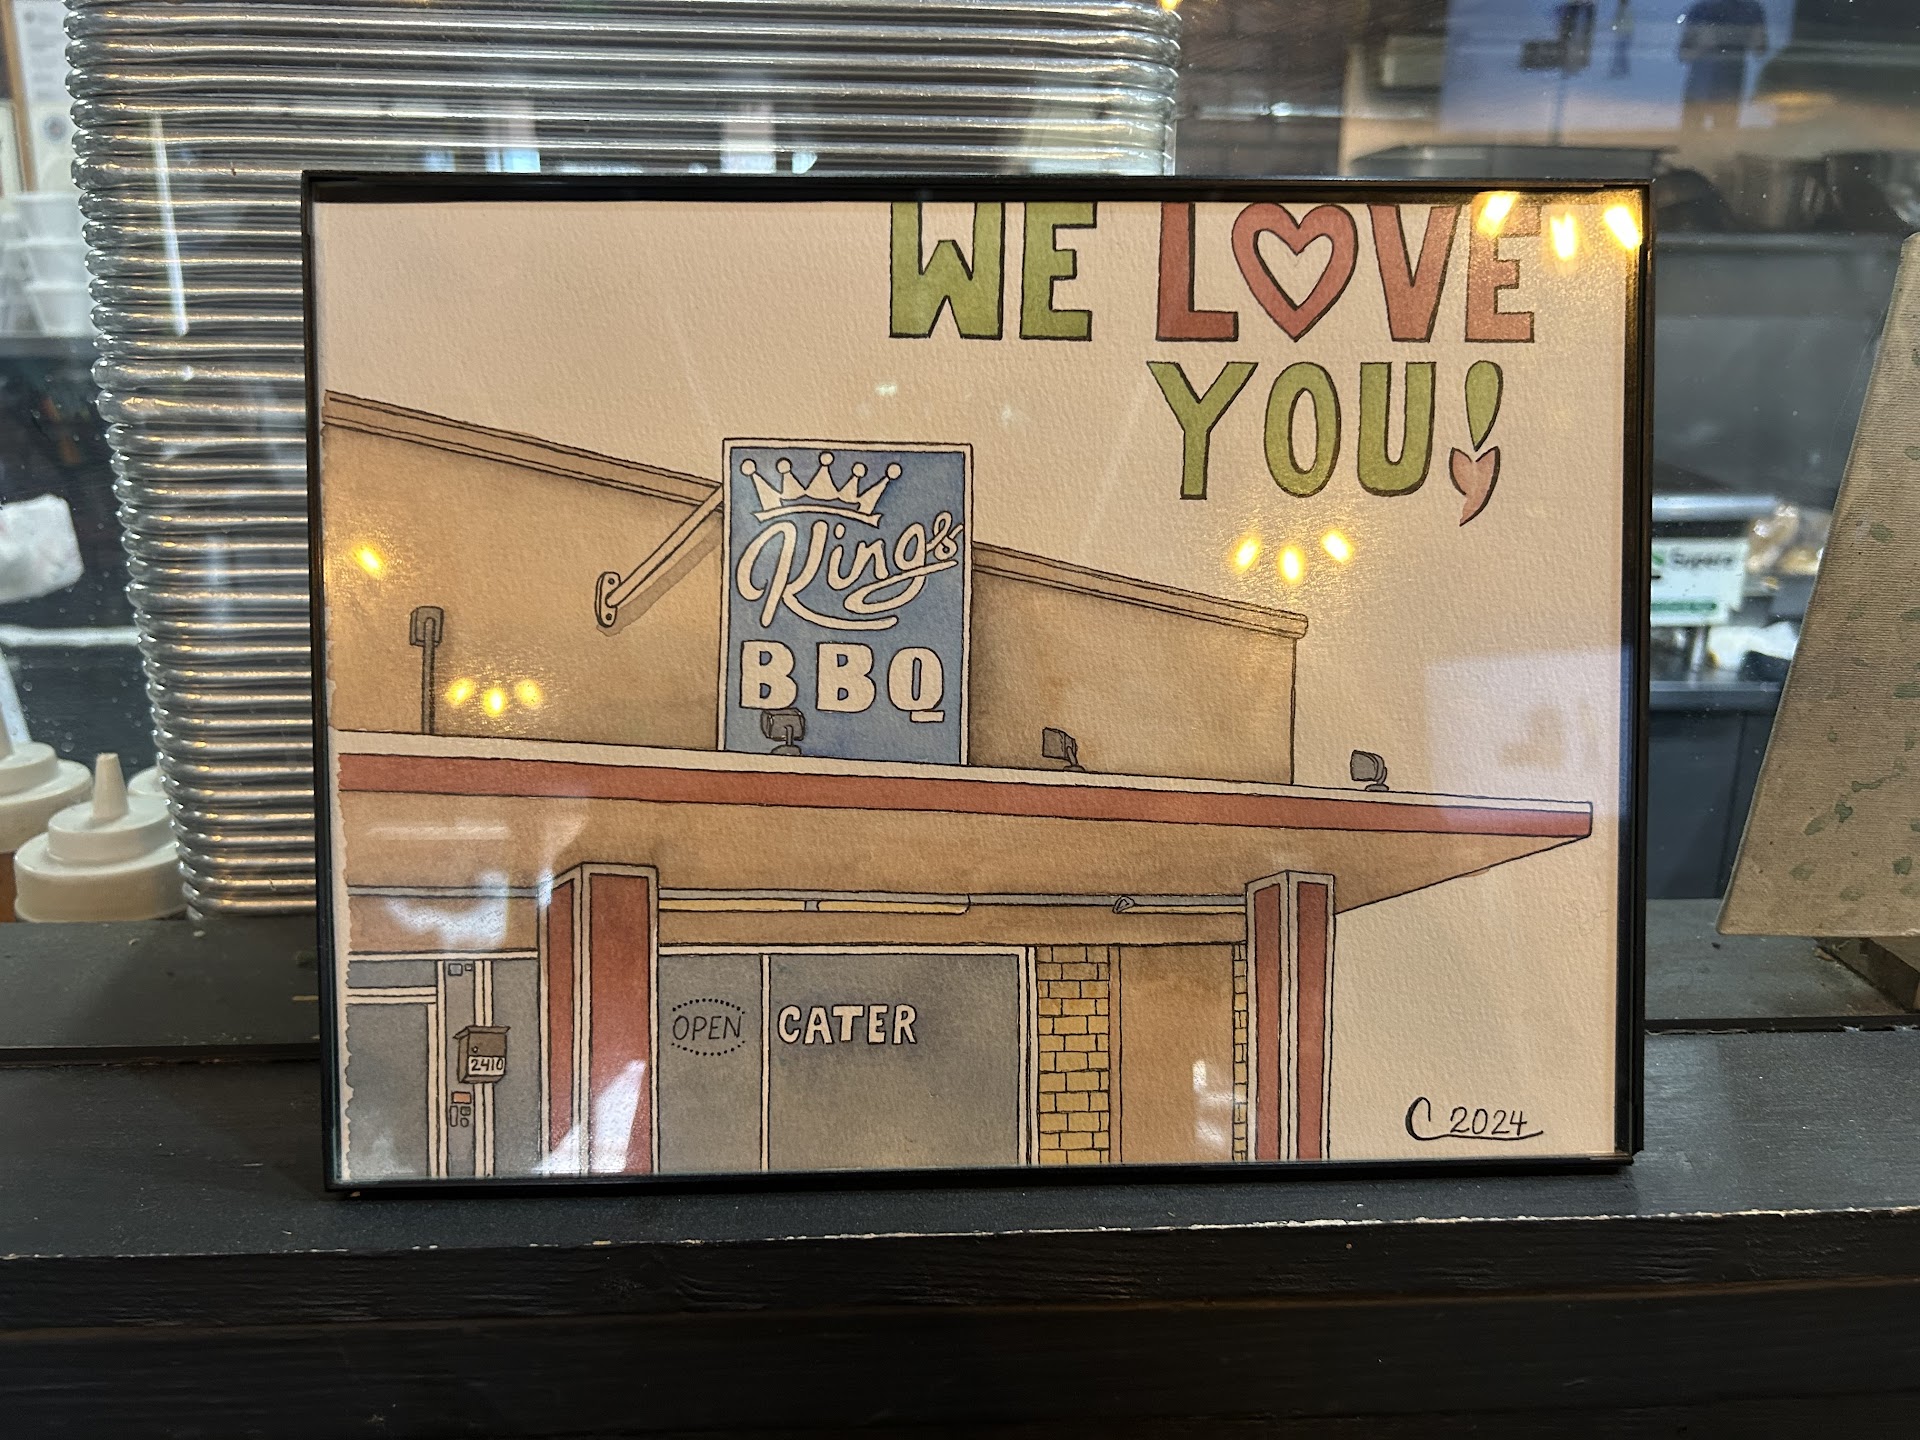 WE LOVE
YOU!
Kings
BBQ
OPEN
CATER
2410
C 2024